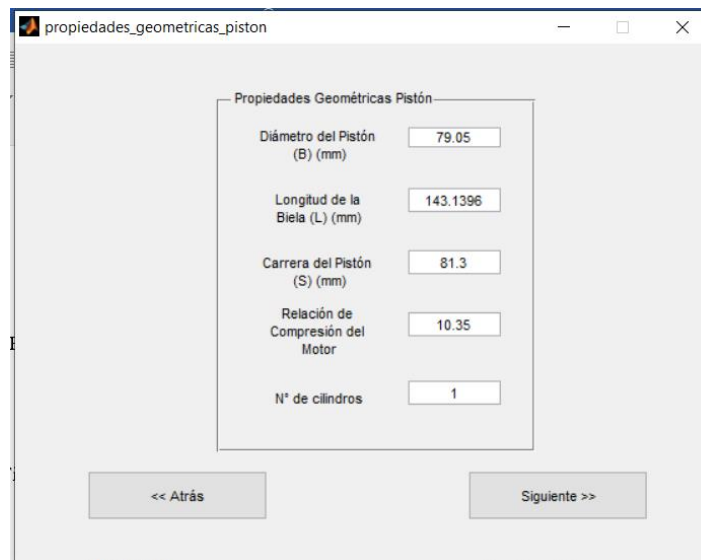 propiedades_geometricas_piston
Propiedades Geométricas Pistón
Diámetro del Pistón
(B) (mm)
79.05
Longitud de la
Biela (L) (mm)
143.1396
Carrera del Pistón
(S) (mm)
81.3
Relación de
Compresión del
Motor
10.35
N° de cilindros
1
<< Atrás
Siguiente >>